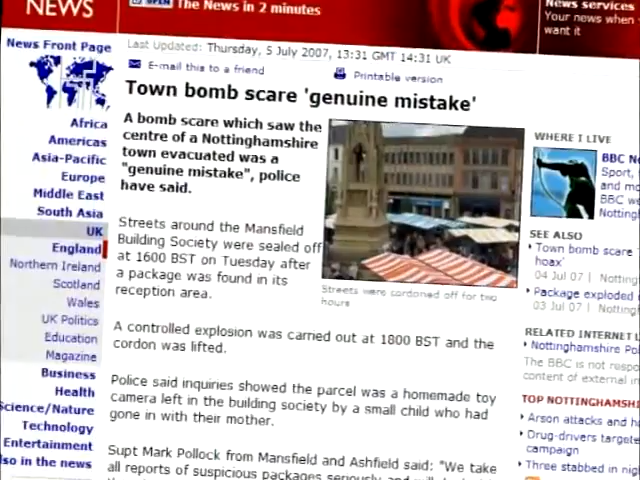 NEWS
OPEN The News in 2 minutes
News services
Your news when
want it
News Front Page
Africa
Americas
Asia-Pacific
Europe
Middle East
South Asia
UK
England
Northern Ireland
Scotland
Wales
UK Politics
Education
Magazine
Business
Health
Science/Nature
Technology
Entertainment
lso in the news
Last Updated: Thursday, 5 July 2007, 13:31 GMT 14:31 UK
E-mail this to a friend
Printable version
Town bomb scare 'genuine mistake'
A bomb scare which saw the
centre of a Nottinghamshire
town evacuated was a
"genuine mistake", police
have said.
Streets around the Mansfield
Building Society were sealed off
at 1600 BST on Tuesday after
a package was found in its
reception area.
Streets were cordoned off for two
hours
A controlled explosion was carried out at 1800 BST and the
cordon was lifted.
Police said inquiries showed the parcel was a homemade toy
camera left in the building society by a small child who had
gone in with their mother.
Supt Mark Pollock from Mansfield and Ashfield said: "We take
all reports of suspicious packages seriously and
WHERE I LIVE
BBC N
Sport,
and mo
BBC we
Notting
SEE ALSO
Town bomb scare
hoax'
04 Jul 07 | Notting
Package exploded
03 Jul 07 | Notting
RELATED INTERNET L
Nottinghamshire Pol
The BBC is not respo
content of external in
TOP NOTTINGHAMSHI
Arson attacks and h
Drug-drivers targete
campaign
Three stabbed in nig